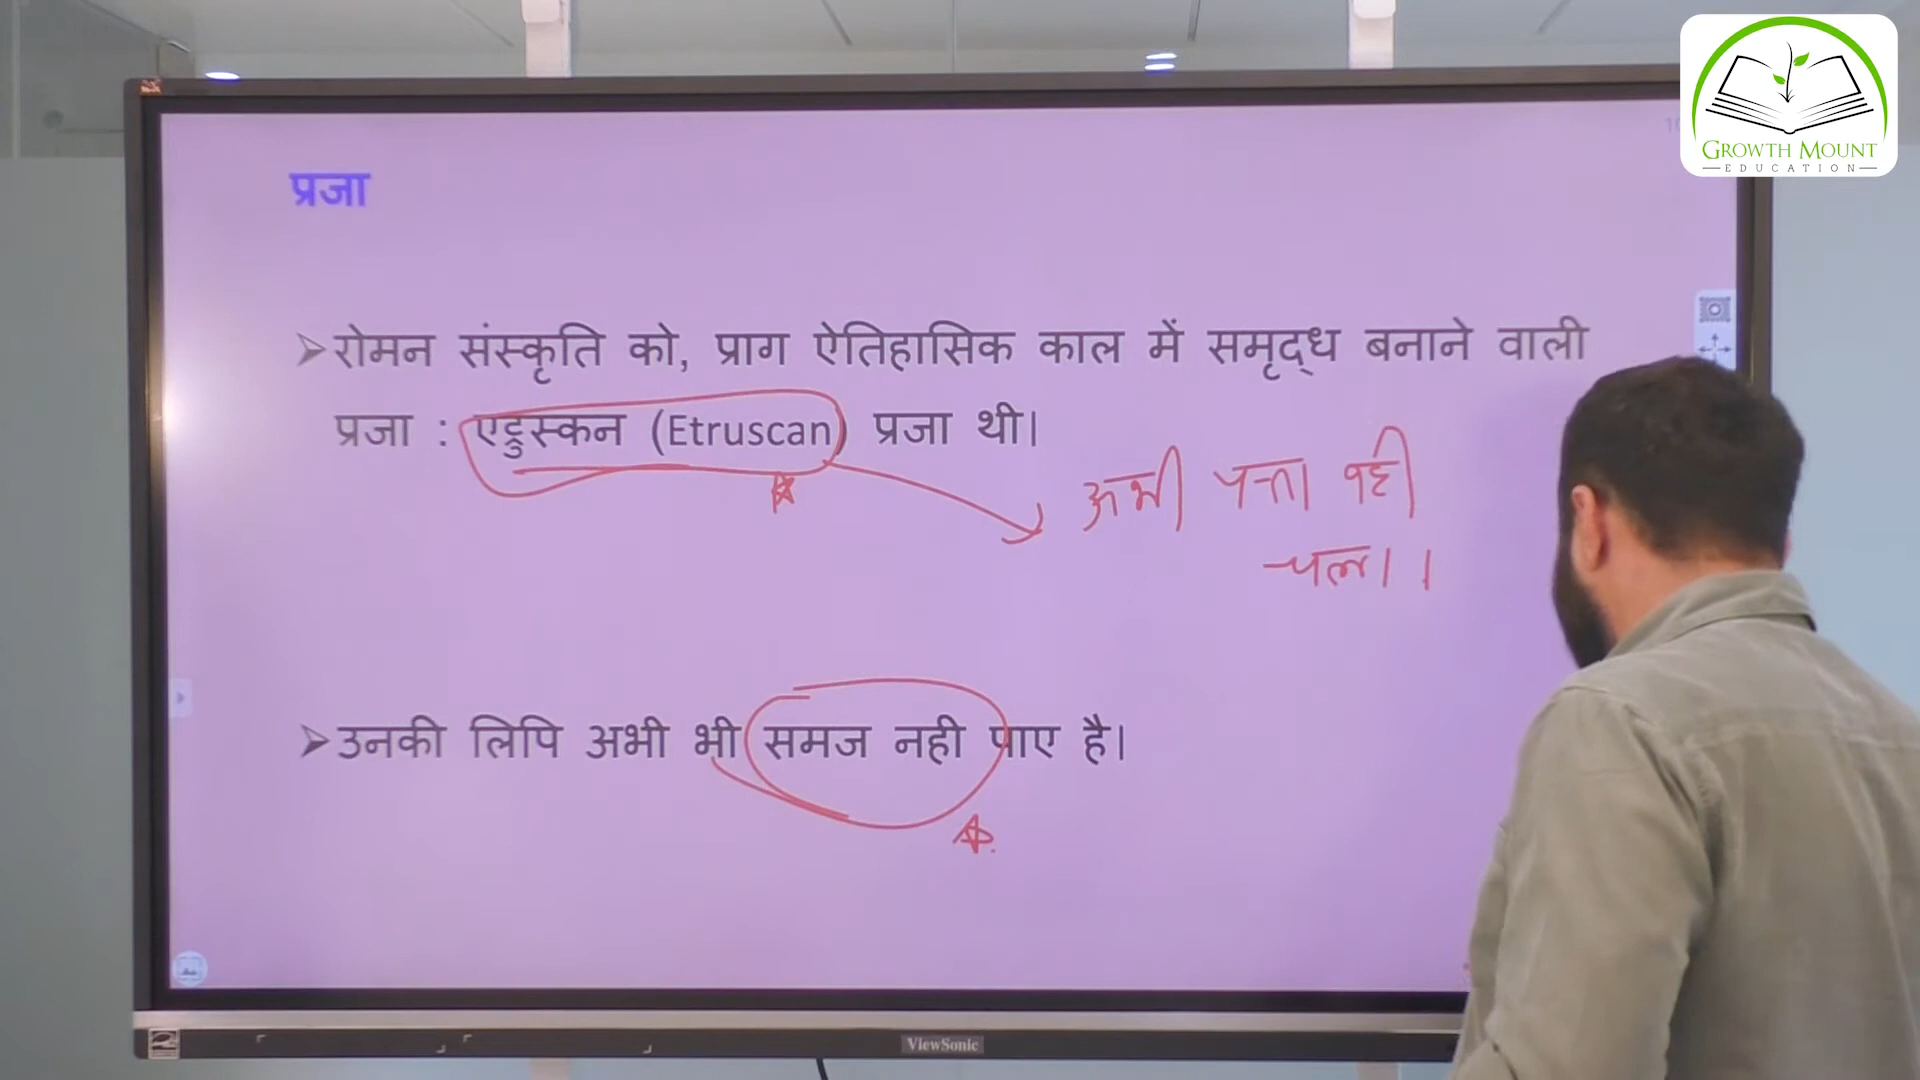 GROWTH MOUNT
EDUCATION
प्रजा
➤रोमन संस्कृति को, प्राग ऐतिहासिक काल में समृद्ध बनाने वाली
प्रजा : एट्रुस्कन (Etruscan) प्रजा थी।
अभी पता नही
चला।
➤उनकी लिपि अभी भी समज नही पाए है।
ViewSonic